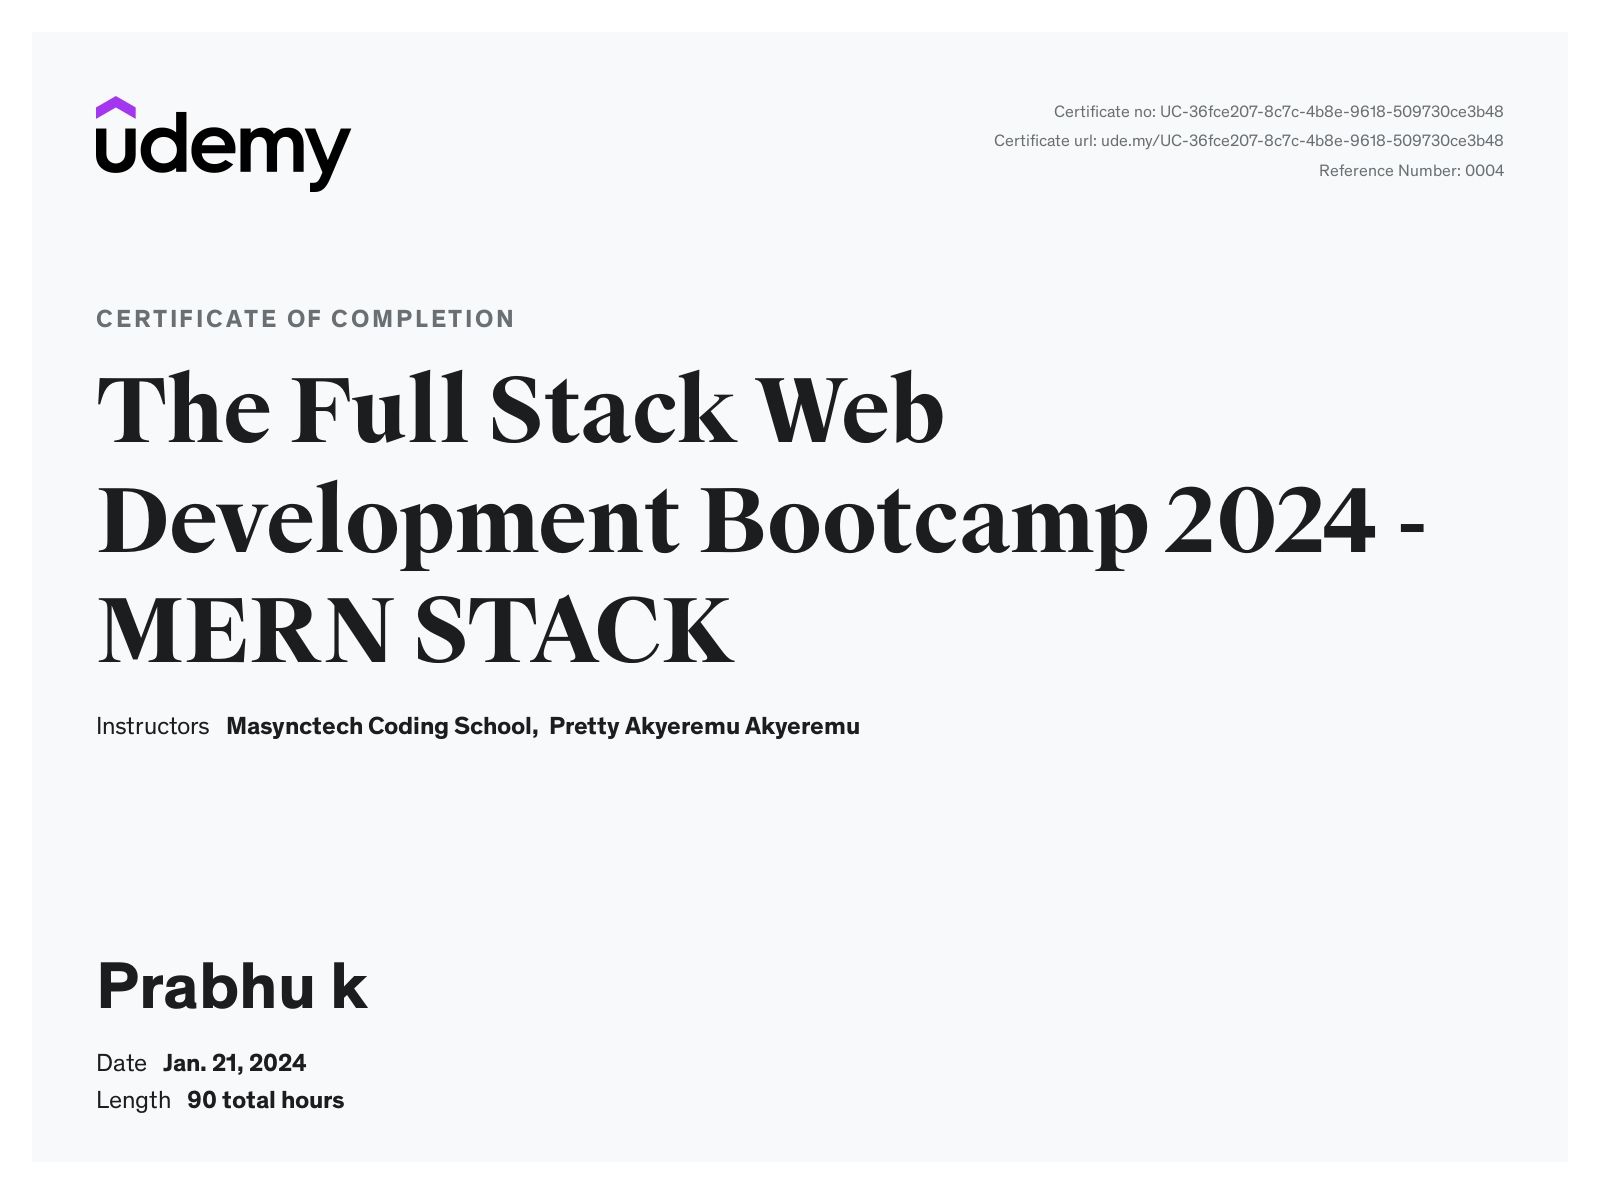 udemy
Certificate no: UC-36fce207-8c7c-4b8e-9618-509730ce3b48
Certificate url: ude.my/UC-36fce207-8c7c-4b8e-9618-509730ce3b48
Reference Number: 0004
CERTIFICATE OF COMPLETION
The Full Stack Web
Development Bootcamp 2024 -
MERN STACK
Instructors Masynctech Coding School, Pretty Akyeremu Akyeremu
Prabhu k
Date Jan. 21, 2024
Length 90 total hours